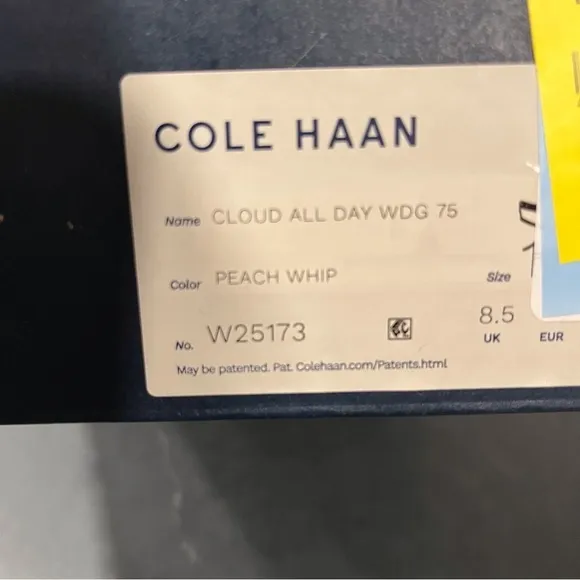 COLE HAAN
Name CLOUD ALL DAY WDG 75
Color PEACH WHIP
Size
No. W25173
8.5
UK EUR
May be patented. Pat. Colehaan.com/Patents.html